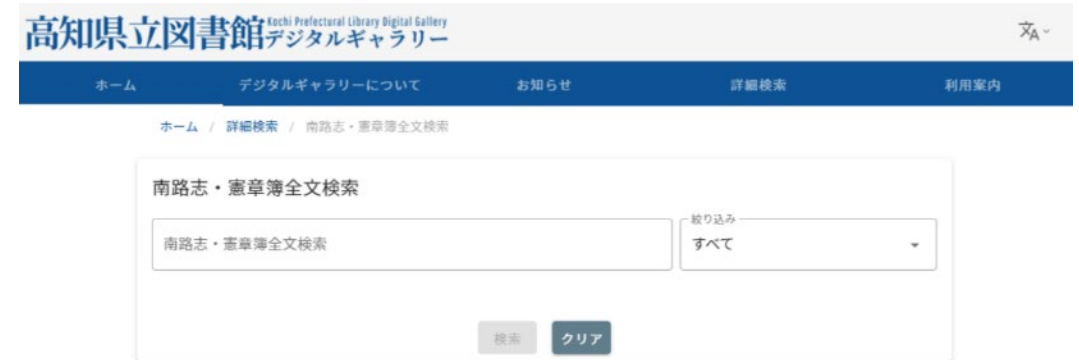 高知県立図書館 Kochi Prefectural Library Digital Gallery デジタルギャラリー
文A
ホーム デジタルギャラリーについて お知らせ 詳細検索 利用案内
ホーム / 詳細検索 / 南路志・憲章簿全文検索
南路志・憲章簿全文検索
絞り込み
南路志・憲章簿全文検索 すべて
検索 クリア